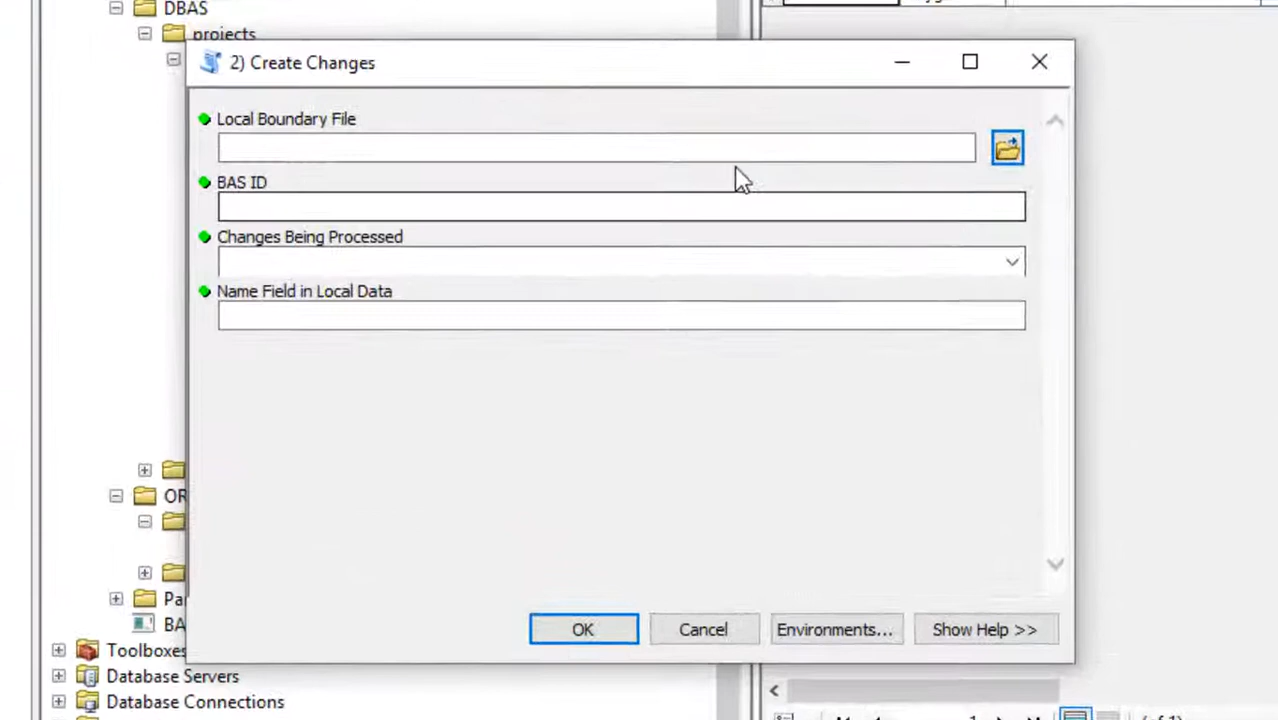 DBAS
projects
2) Create Changes
Local Boundary File
BAS ID
Changes Being Processed
Name Field in Local Data
OR
Pa
BA
OK
Cancel
Environments...
Show Help >>
Toolboxes
Database Servers
Database Connections